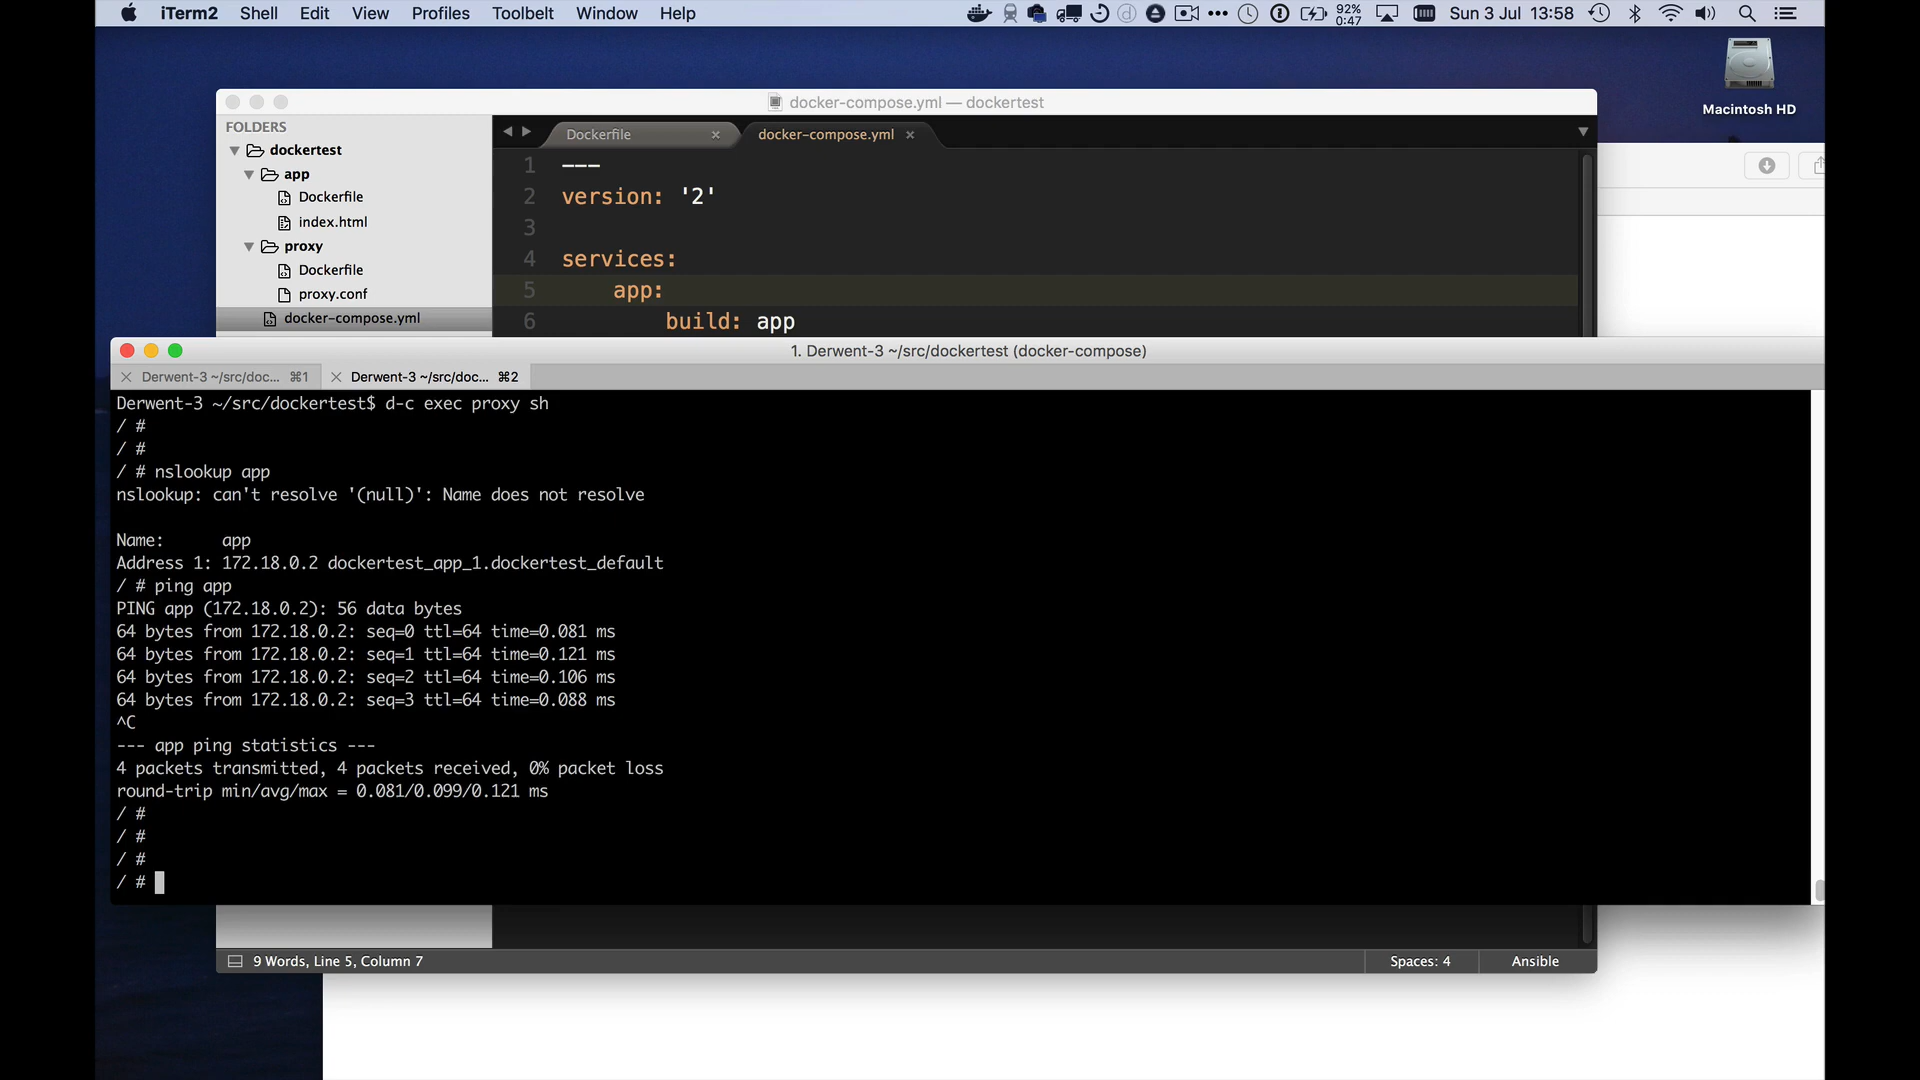 iTerm2 Shell Edit View Profiles Toolbelt Window Help 92% 0:47 Sun 3 Jul 13:58
Macintosh HD
docker-compose.yml — dockertest
FOLDERS
dockertest
app
Dockerfile
index.html
proxy
Dockerfile
proxy.conf
docker-compose.yml
Dockerfile
docker-compose.yml
1 ---
2 version: '2'
3
4 services:
5 app:
6 build: app
1. Derwent-3 ~/src/dockertest (docker-compose)
Derwent-3 ~/src/doc... ⌘1 Derwent-3 ~/src/doc... ⌘2
Derwent-3 ~/src/dockertest$ d-c exec proxy sh
/ #
/ #
/ # nslookup app
nslookup: can't resolve '(null)': Name does not resolve
Name: app
Address 1: 172.18.0.2 dockertest_app_1.dockertest_default
/ # ping app
PING app (172.18.0.2): 56 data bytes
64 bytes from 172.18.0.2: seq=0 ttl=64 time=0.081 ms
64 bytes from 172.18.0.2: seq=1 ttl=64 time=0.121 ms
64 bytes from 172.18.0.2: seq=2 ttl=64 time=0.106 ms
64 bytes from 172.18.0.2: seq=3 ttl=64 time=0.088 ms
^C
--- app ping statistics ---
4 packets transmitted, 4 packets received, 0% packet loss
round-trip min/avg/max = 0.081/0.099/0.121 ms
/ #
/ #
/ #
/ #
9 Words, Line 5, Column 7 Spaces: 4 Ansible